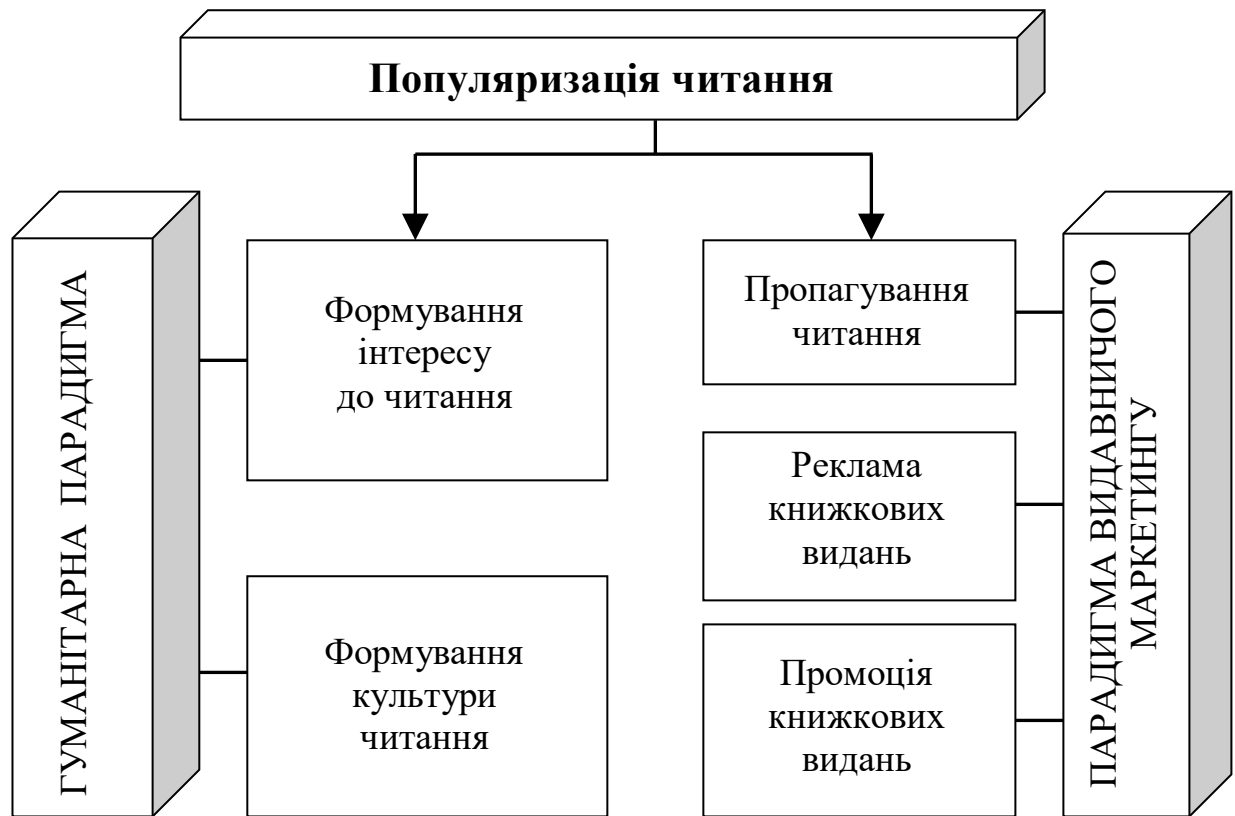 Популяризація читання
ГУМАНІТАРНА ПАРАДИГМА
Формування
інтересу
до читання
Формування
культури
читання
Пропагування
читання
Реклама
книжкових
видань
Промоція
книжкових
видань
ПАРАДИГМА ВИДАВНИЧОГО
МАРКЕТИНГУ